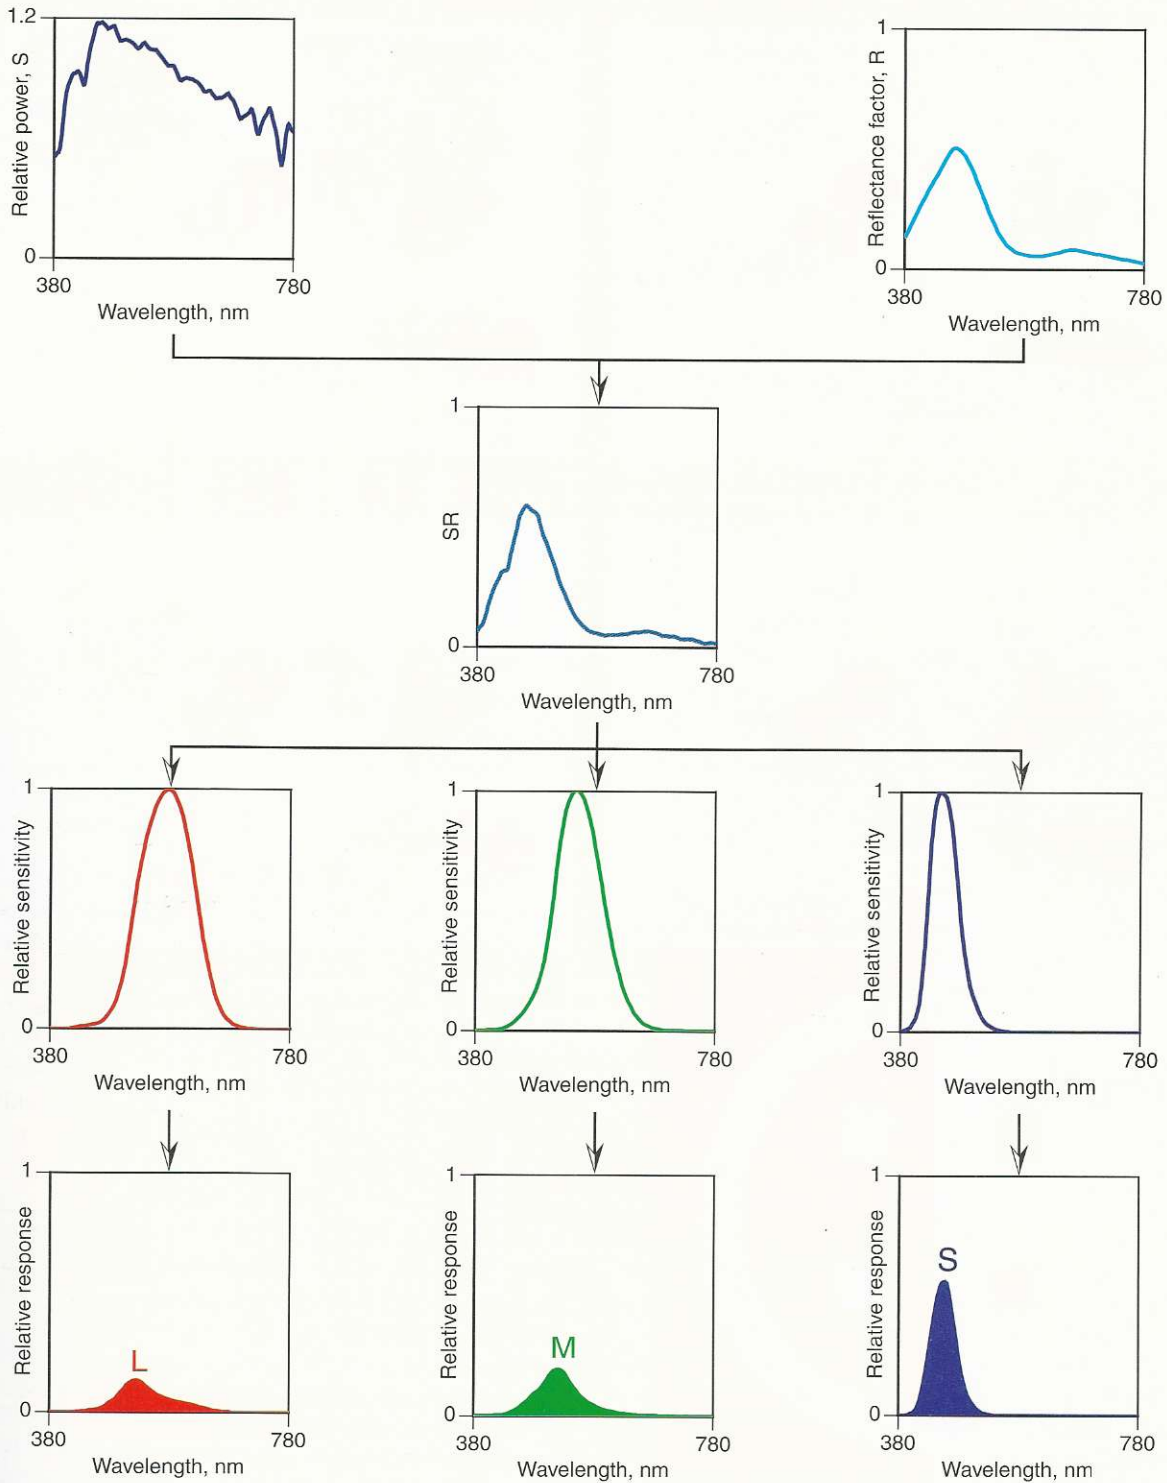 1.2
Relative power, S
0
380
780
Wavelength, nm
1
Reflectance factor, R
0
380
780
Wavelength, nm
1
SR
0
380
780
Wavelength, nm
1
Relative sensitivity
0
380
780
Wavelength, nm
1
Relative sensitivity
0
380
780
Wavelength, nm
1
Relative sensitivity
0
380
780
Wavelength, nm
1
Relative response
L
0
380
780
Wavelength, nm
1
Relative response
M
0
380
780
Wavelength, nm
1
Relative response
S
0
380
780
Wavelength, nm